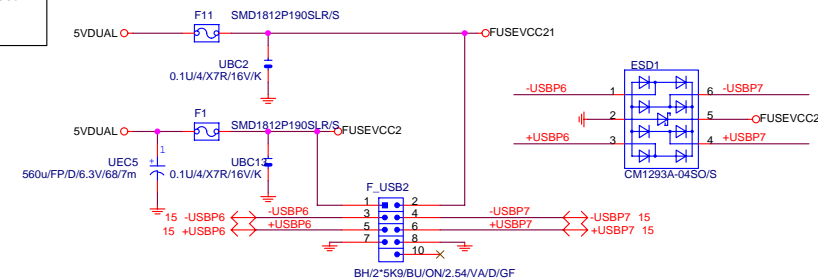 F11 SMD1812P190SLR/S
5VDUAL FUSEVCC21
UBC2
0.1U/4/X7R/16V/K
F1
SMD1812P190SLR/S
5VDUAL FUSEVCC2
1
+
UEC5
560u/FP/D/6.3V/68/7m
UBC13
0.1U/4/X7R/16V/K
F_USB2
1 2
15 -USBP6 -USBP6 3 4 -USBP7 -USBP7 15
15 +USBP6 +USBP6 5 6 +USBP7 +USBP7 15
7 8
10
BH/2*5K9/BU/ON/2.54/VA/D/GF
ESD1
-USBP6 1 6 -USBP7
2 5 FUSEVCC2
+USBP6 3 4 +USBP7
CM1293A-04SO/S